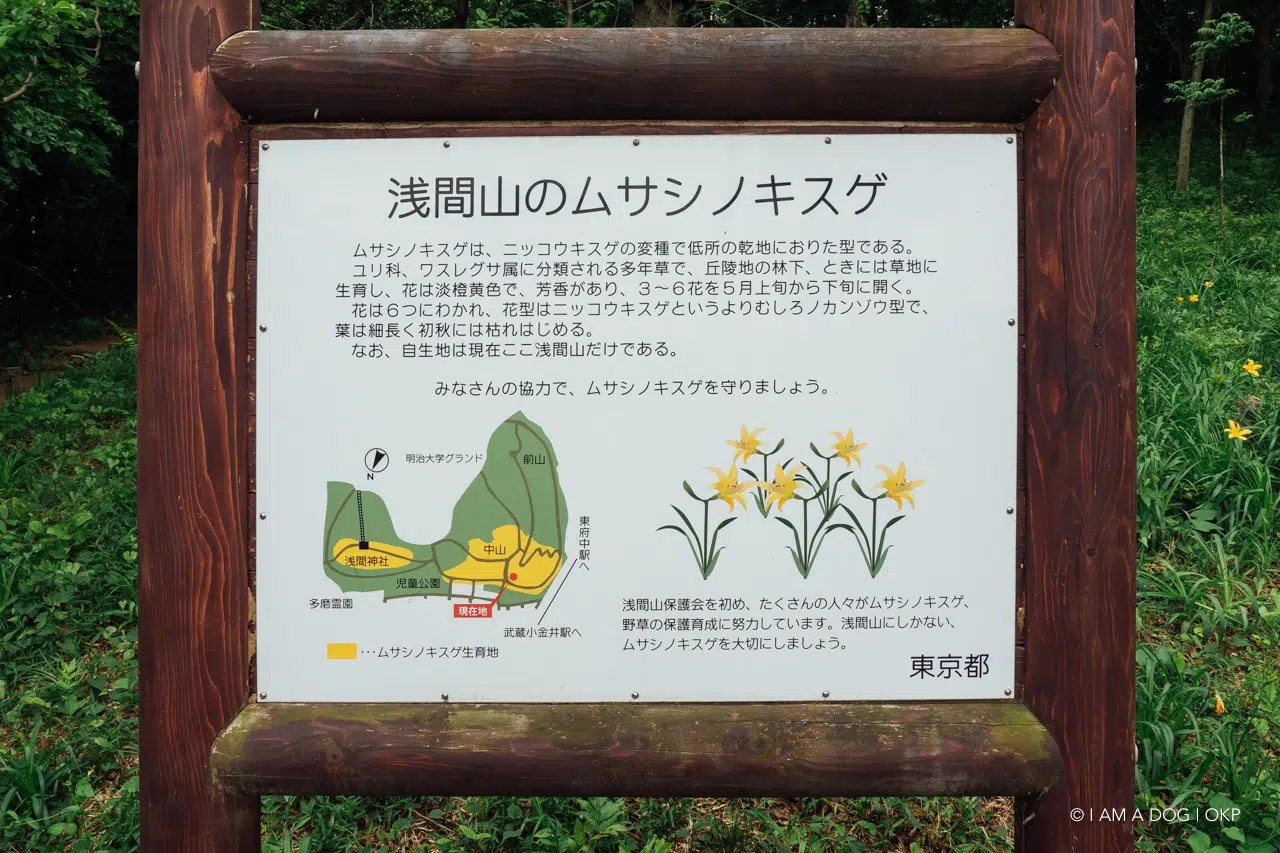 浅間山のムサシノキスゲ
ムサシノキスゲは、ニッコウキスゲの変種で低所の乾地におりた型である。
ユリ科、ワスレグサ属に分類される多年草で、丘陵地の林下、ときには草地に
生育し、花は淡橙黄色で、芳香があり、３〜６花を５月上旬から下旬に開く。
花は６つにわかれ、花型はニッコウキスゲというよりむしろノカンゾウ型で、
葉は細長く初秋には枯れはじめる。
なお、自生地は現在ここ浅間山だけである。
みなさんの協力で、ムサシノキスゲを守りましょう。
明治大学グランド
前山
N
東府中駅へ
中山
浅間神社
児童公園
多磨霊園
現在地
武蔵小金井駅へ
･･･ムサシノキスゲ生育地
浅間山保護会を初め、たくさんの人々がムサシノキスゲ、
野草の保護育成に努力しています。浅間山にしかない、
ムサシノキスゲを大切にしましょう。
東京都
© I AM A DOG | OKP